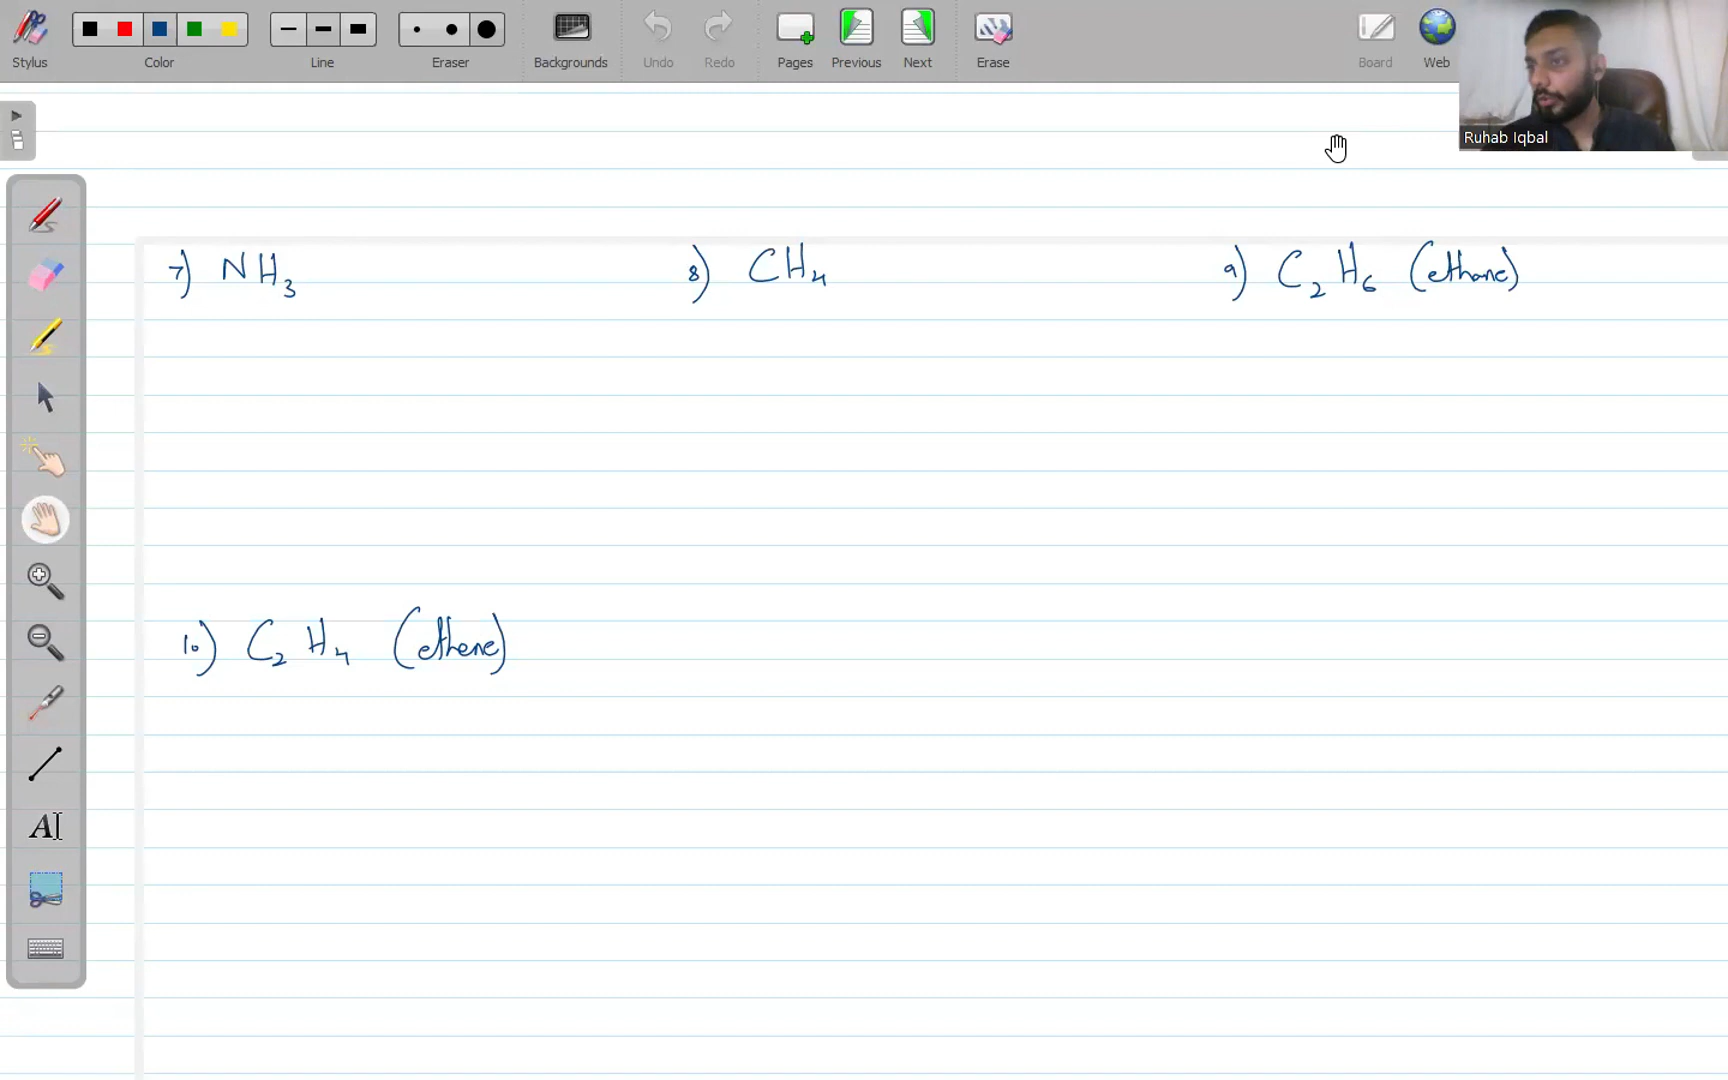 Stylus Color Line Eraser Backgrounds Undo Redo Pages Previous Next Erase Board Web
Ruhab Iqbal
7) NH₃ 8) CH₄ 9) C₂H₆ (ethane)
10) C₂H₄ (ethene)
A